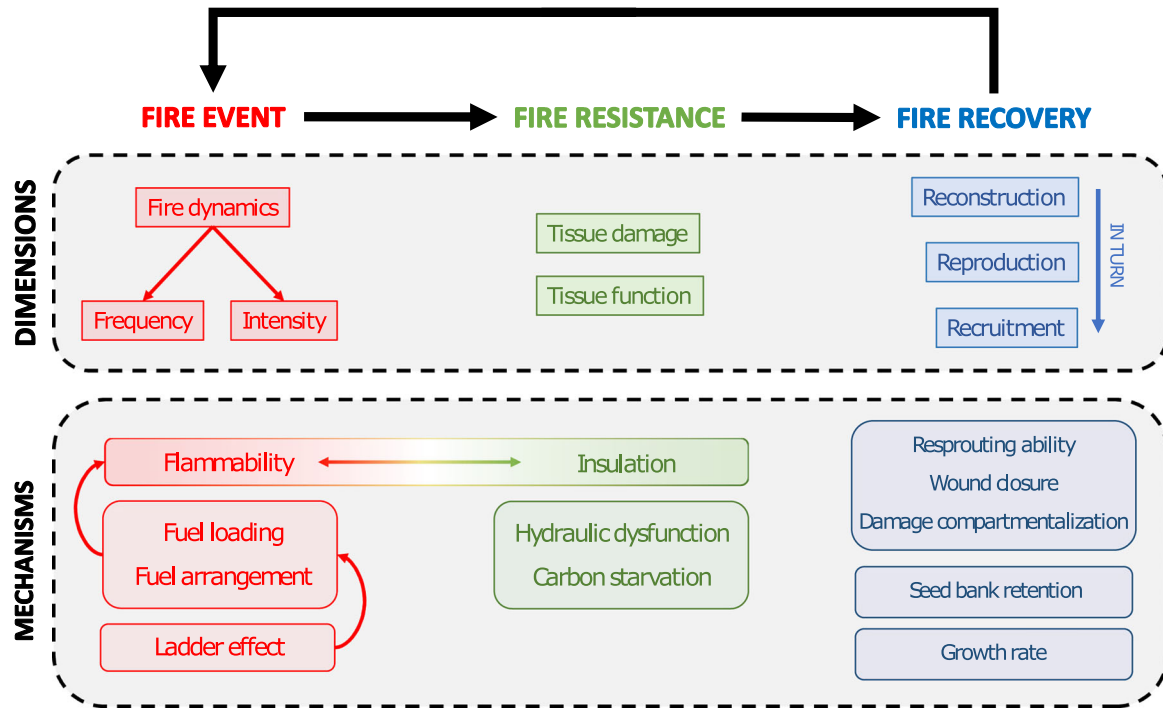 FIRE EVENT
FIRE RESISTANCE
FIRE RECOVERY
DIMENSIONS
Fire dynamics
Frequency
Intensity
Tissue damage
Tissue function
Reconstruction
Reproduction
Recruitment
IN TURN
MECHANISMS
Flammability
Insulation
Fuel loading
Fuel arrangement
Ladder effect
Hydraulic dysfunction
Carbon starvation
Resprouting ability
Wound closure
Damage compartmentalization
Seed bank retention
Growth rate